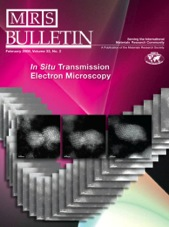 MRS
BULLETIN
Serving the International
Materials Research Community
A Publication of the Materials Research Society
February 2008, Volume 33, No. 2
In Situ Transmission
Electron Microscopy